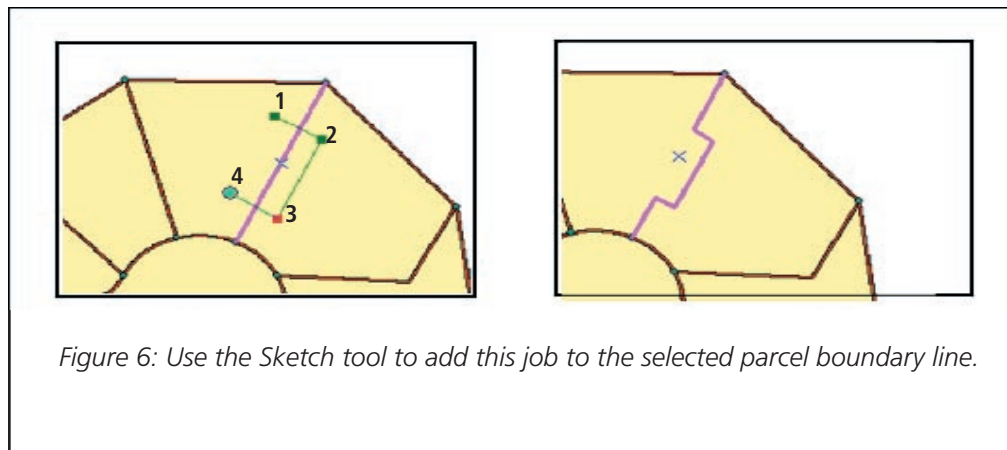 1
2
4
3
Figure 6: Use the Sketch tool to add this job to the selected parcel boundary line.